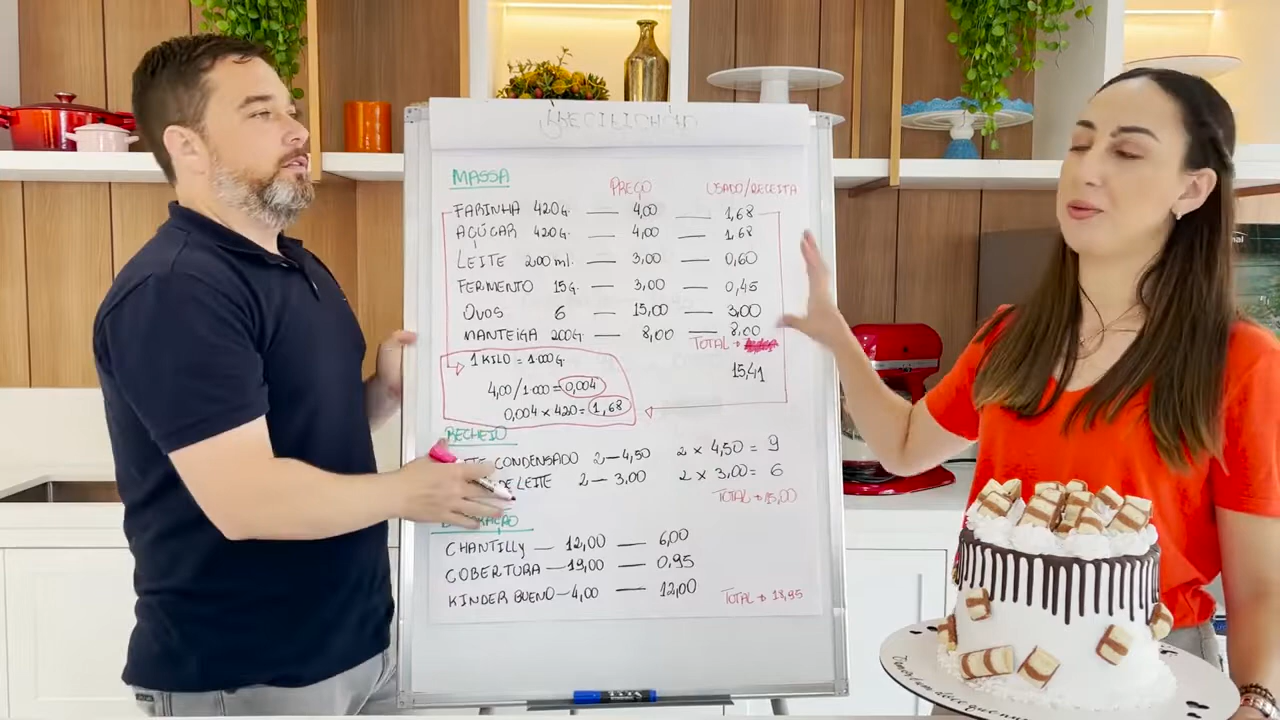 PRECIFICAÇÃO
MASSA PREÇO USADO/RECEITA
FARINHA 420G. — 4,00 — 1,68
AÇÚCAR 420G. — 4,00 — 1,68
LEITE 200ml. — 3,00 — 0,60
FERMENTO 15G. — 3,00 — 0,45
OVOS 6 — 15,00 — 3,00
MANTEIGA 200G — 8,00 — 8,00
TOTAL →
15,41
1 KILO = 1.000G
4,00/1.000 = 0,004
0,004 × 420 = 1,68
RECHEIO
CONDENSADO 2 — 4,50 2 × 4,50 = 9
DE LEITE 2 — 3,00 2 × 3,00 = 6
TOTAL → 15,00
CHANTILLY — 12,00 — 6,00
COBERTURA — 19,00 — 0,95
KINDER BUENO — 4,00 — 12,00
TOTAL → 18,95